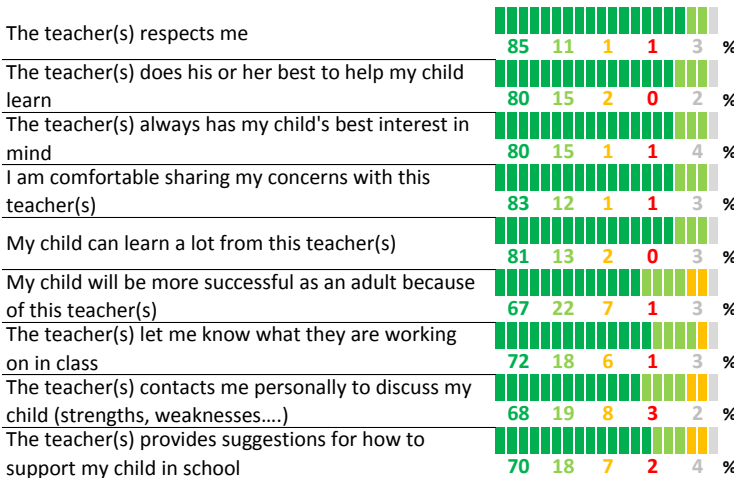 The teacher(s) respects me
85 11 1 1 3 %
The teacher(s) does his or her best to help my child
learn
80 15 2 0 2 %
The teacher(s) always has my child's best interest in
mind
80 15 1 1 4 %
I am comfortable sharing my concerns with this
teacher(s)
83 12 1 1 3 %
My child can learn a lot from this teacher(s)
81 13 2 0 3 %
My child will be more successful as an adult because
of this teacher(s)
67 22 7 1 3 %
The teacher(s) let me know what they are working
on in class
72 18 6 1 3 %
The teacher(s) contacts me personally to discuss my
child (strengths, weaknesses....)
68 19 8 3 2 %
The teacher(s) provides suggestions for how to
support my child in school
70 18 7 2 4 %